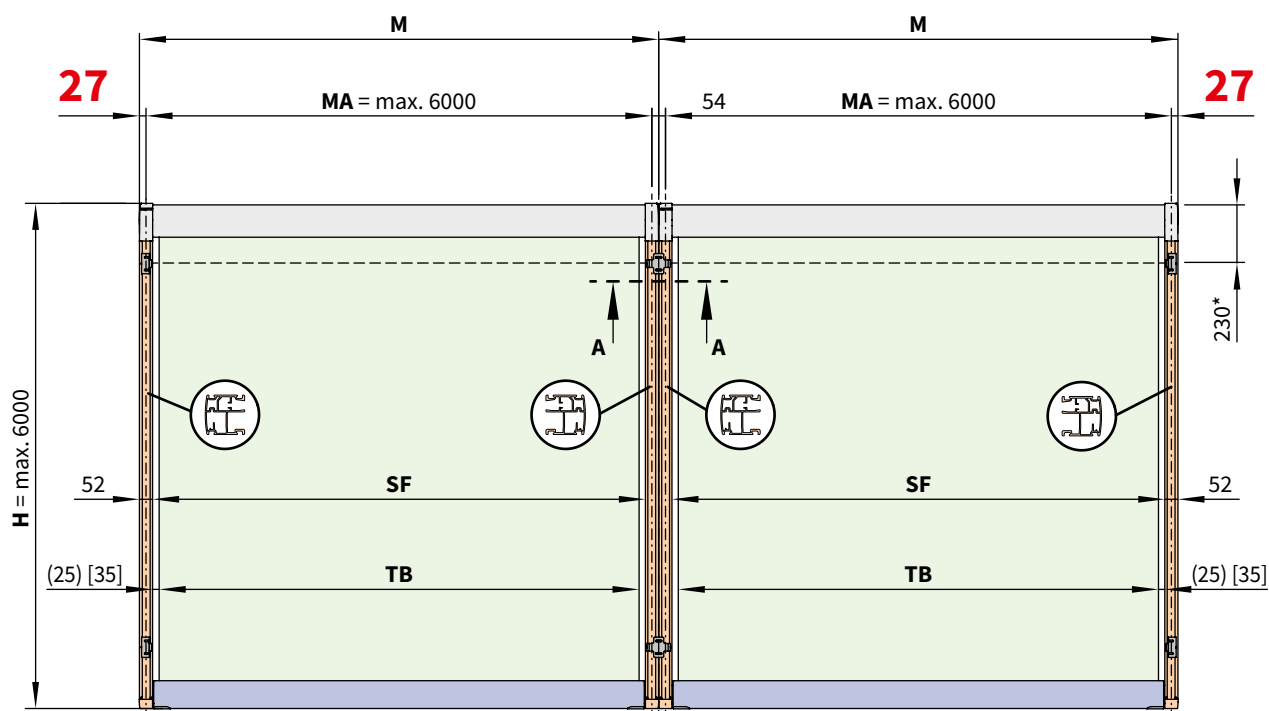 M M
27 MA = max. 6000 54 MA = max. 6000 27
230*
A A
H = max. 6000
52 SF SF 52
(25) [35] TB TB (25) [35]